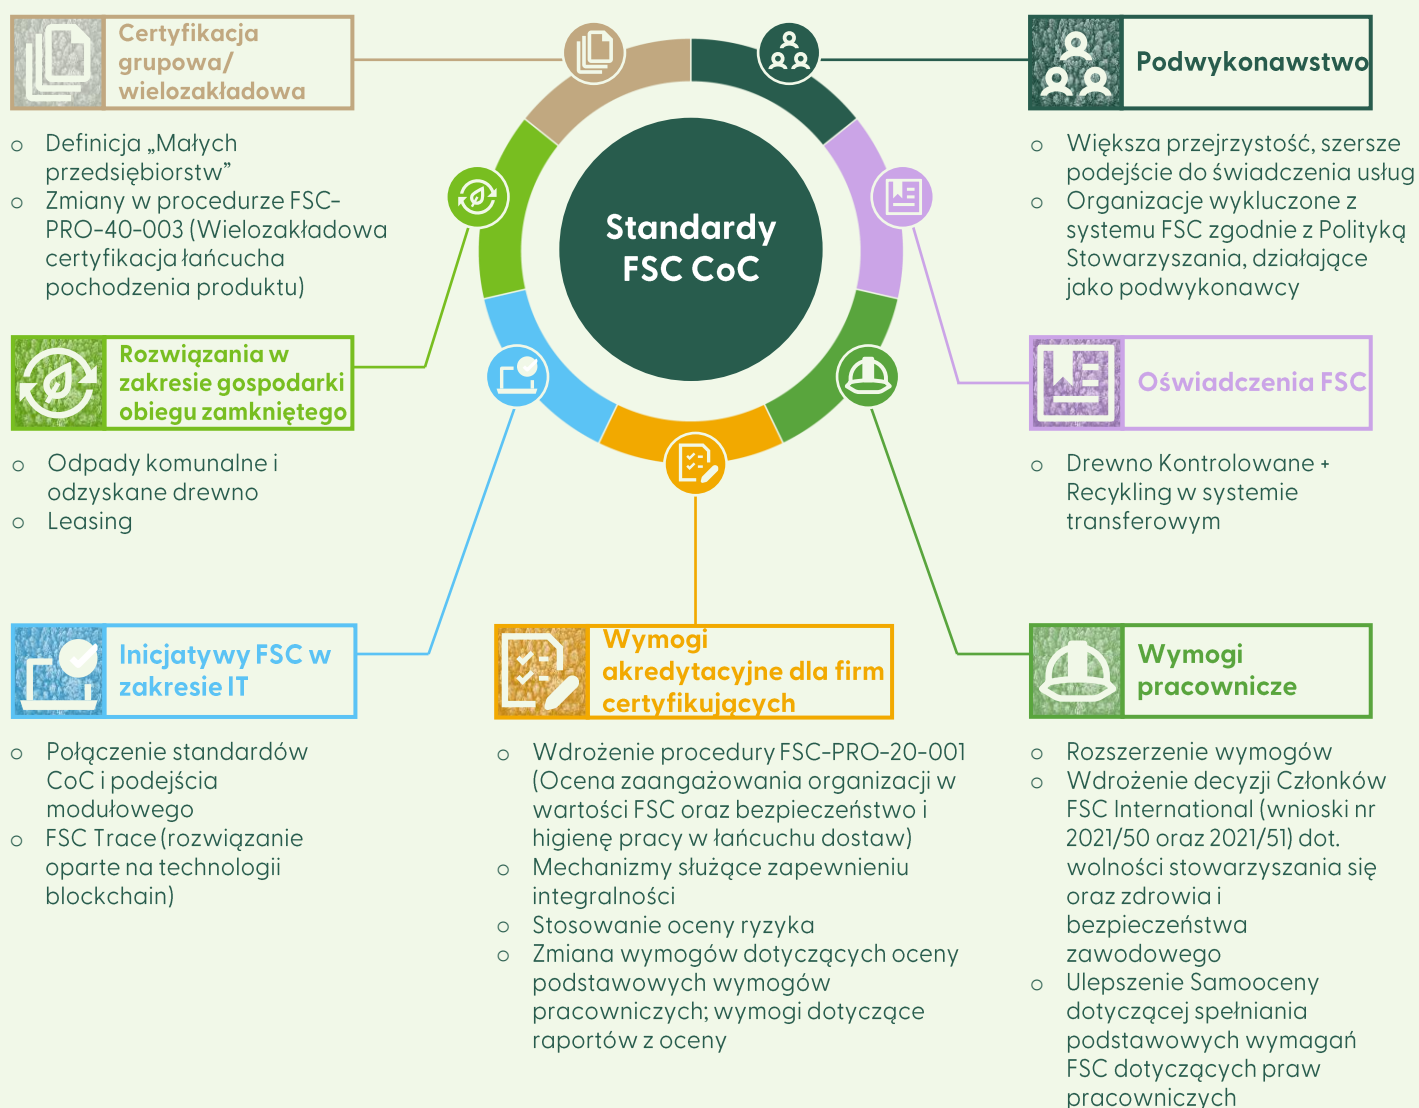 Certyfikacja
grupowa/
wielozakładowa
Definicja „Małych
przedsiębiorstw”
Zmiany w procedurze FSC-
PRO-40-003 (Wielozakładowa
certyfikacja łańcucha
pochodzenia produktu)
Rozwiązania w
zakresie gospodarki
obiegu zamkniętego
Odpady komunalne i
odzyskane drewno
Leasing
Inicjatywy FSC w
zakresie IT
Połączenie standardów
CoC i podejścia
modułowego
FSC Trace (rozwiązanie
oparte na technologii
blockchain)
Standardy
FSC CoC
Wymogi
akredytacyjne dla firm
certyfikujących
Wdrożenie procedury FSC-PRO-20-001
(Ocena zaangażowania organizacji w
wartości FSC oraz bezpieczeństwo i
higienę pracy w łańcuchu dostaw)
Mechanizmy służące zapewnieniu
integralności
Stosowanie oceny ryzyka
Zmiana wymogów dotyczących oceny
podstawowych wymogów
pracowniczych; wymogi dotyczące
raportów z oceny
Podwykonawstwo
Większa przejrzystość, szersze
podejście do świadczenia usług
Organizacje wykluczone z
systemu FSC zgodnie z Polityką
Stowarzyszania, działające
jako podwykonawcy
Oświadczenia FSC
Drewno Kontrolowane +
Recykling w systemie
transferowym
Wymogi
pracownicze
Rozszerzenie wymogów
Wdrożenie decyzji Członków
FSC International (wnioski nr
2021/50 oraz 2021/51) dot.
wolności stowarzyszania się
oraz zdrowia i
bezpieczeństwa
zawodowego
Ulepszenie Samooceny
dotyczącej spełniania
podstawowych wymagań
FSC dotyczących praw
pracowniczych